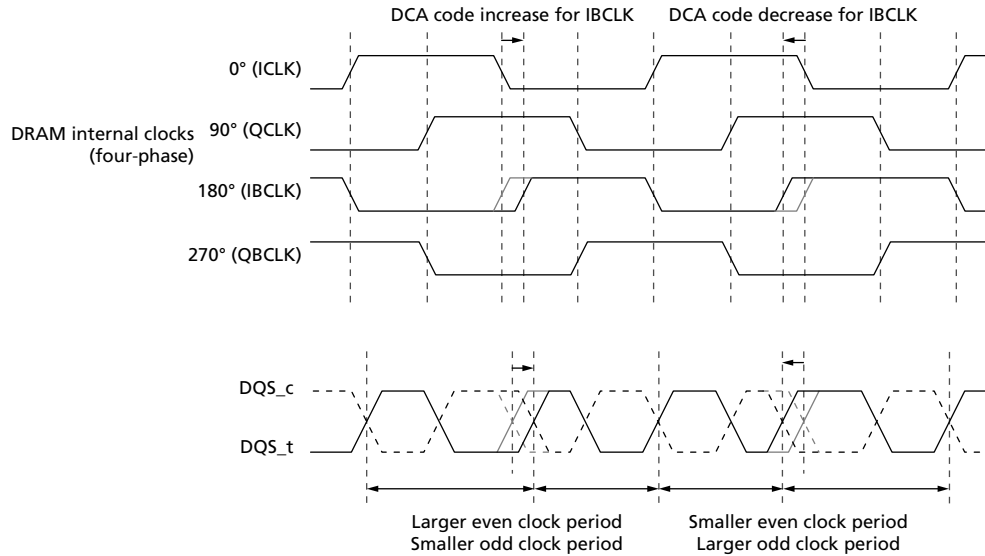 DCA code increase for IBCLK
DCA code decrease for IBCLK
0° (ICLK)
DRAM internal clocks
(four-phase)
90° (QCLK)
180° (IBCLK)
270° (QBCLK)
DQS_c
DQS_t
Larger even clock period
Smaller odd clock period
Smaller even clock period
Larger odd clock period